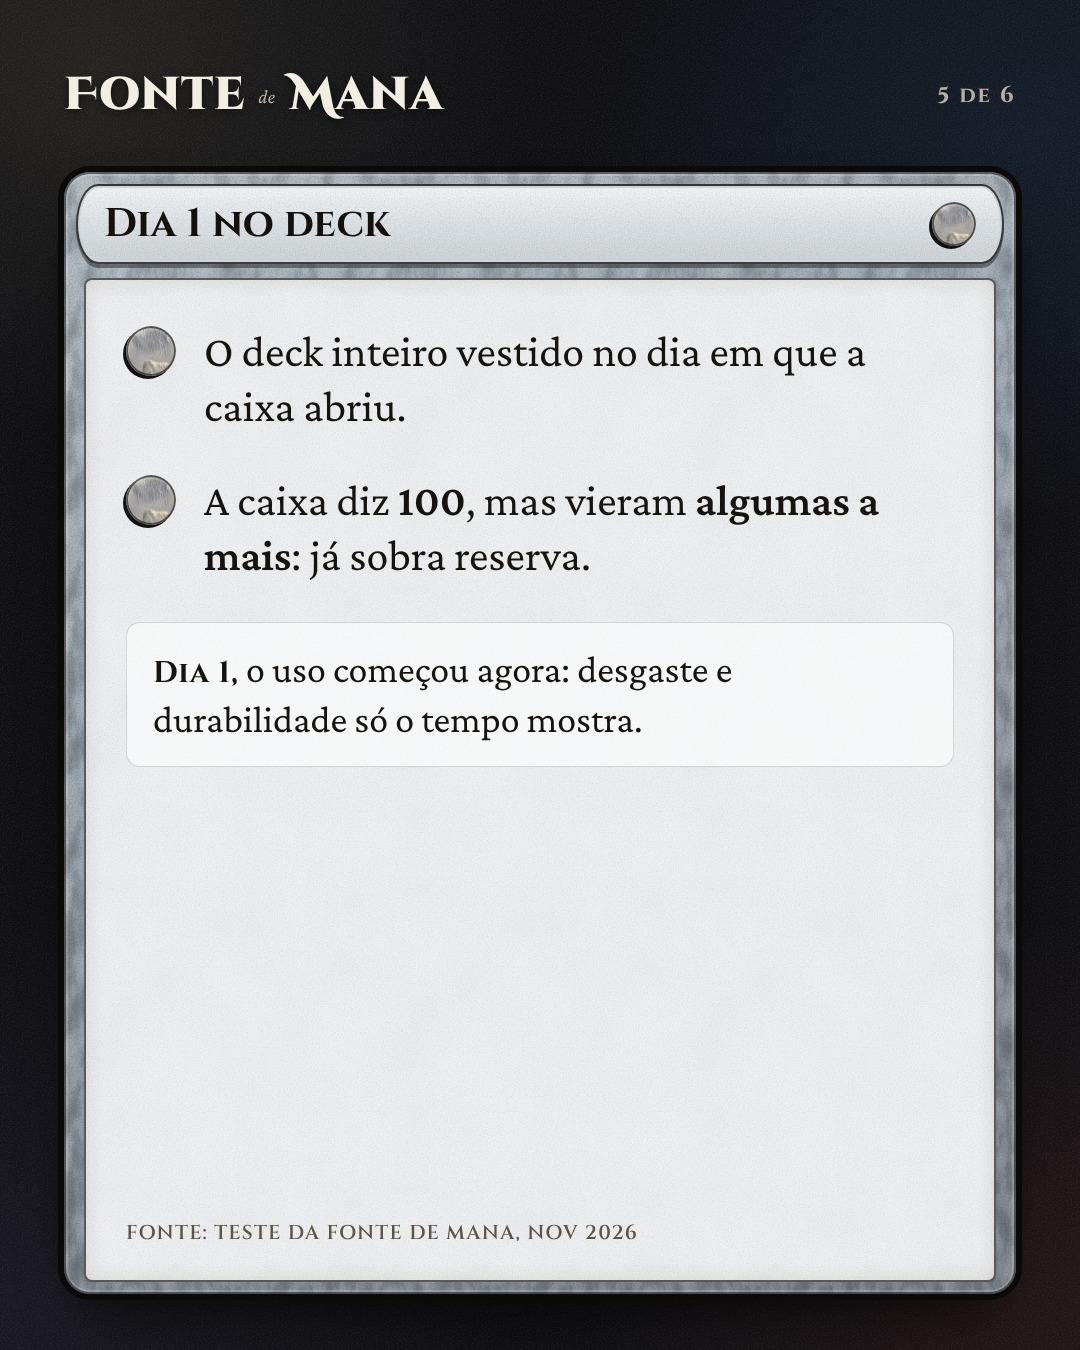 Fonte de Mana
5 DE 6
Dia 1 no deck
O deck inteiro vestido no dia em que a
caixa abriu.
A caixa diz 100, mas vieram algumas a
mais: já sobra reserva.
Dia 1, o uso começou agora: desgaste e
durabilidade só o tempo mostra.
FONTE: TESTE DA FONTE DE MANA, NOV 2026